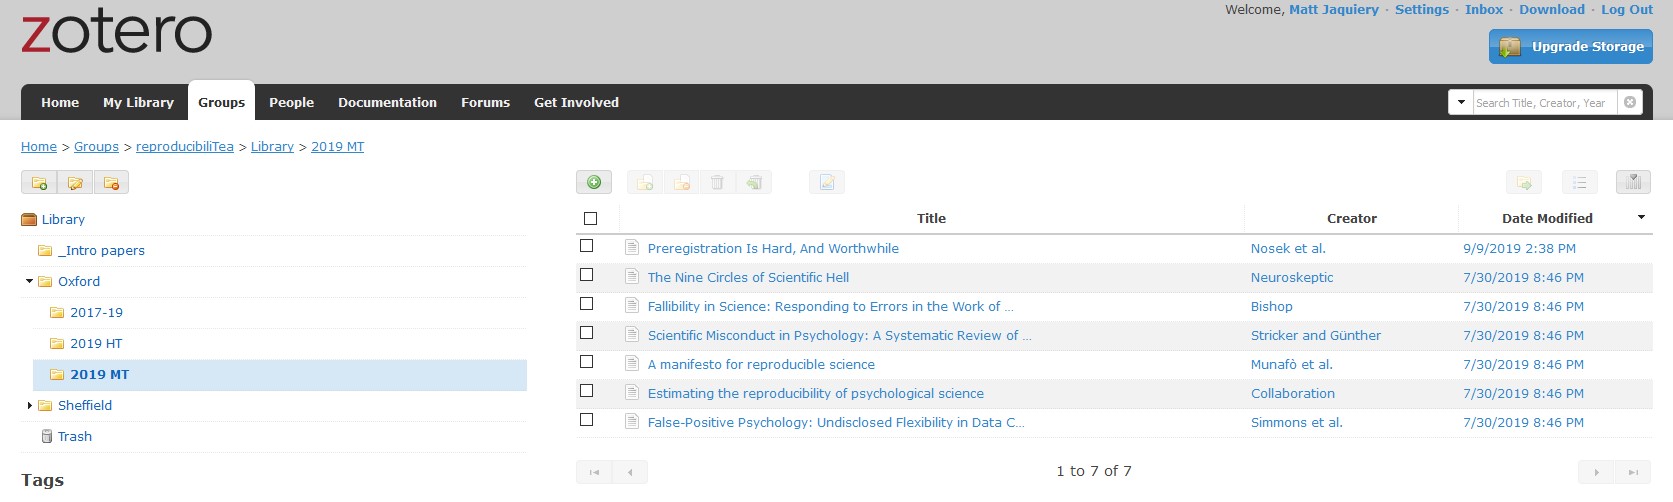 zotero
Welcome, Matt Jaquiery · Settings · Inbox · Download · Log Out
Upgrade Storage
Home My Library Groups People Documentation Forums Get Involved
Search Title, Creator, Year
Home > Groups > reproducibiliTea > Library > 2019 MT
Library
_Intro papers
Oxford
2017-19
2019 HT
2019 MT
Sheffield
Trash
Tags
Title Creator Date Modified
Preregistration Is Hard, And Worthwhile Nosek et al. 9/9/2019 2:38 PM
The Nine Circles of Scientific Hell Neuroskeptic 7/30/2019 8:46 PM
Fallibility in Science: Responding to Errors in the Work of ... Bishop 7/30/2019 8:46 PM
Scientific Misconduct in Psychology: A Systematic Review of ... Stricker and Günther 7/30/2019 8:46 PM
A manifesto for reproducible science Munafò et al. 7/30/2019 8:46 PM
Estimating the reproducibility of psychological science Collaboration 7/30/2019 8:46 PM
False-Positive Psychology: Undisclosed Flexibility in Data C... Simmons et al. 7/30/2019 8:46 PM
1 to 7 of 7